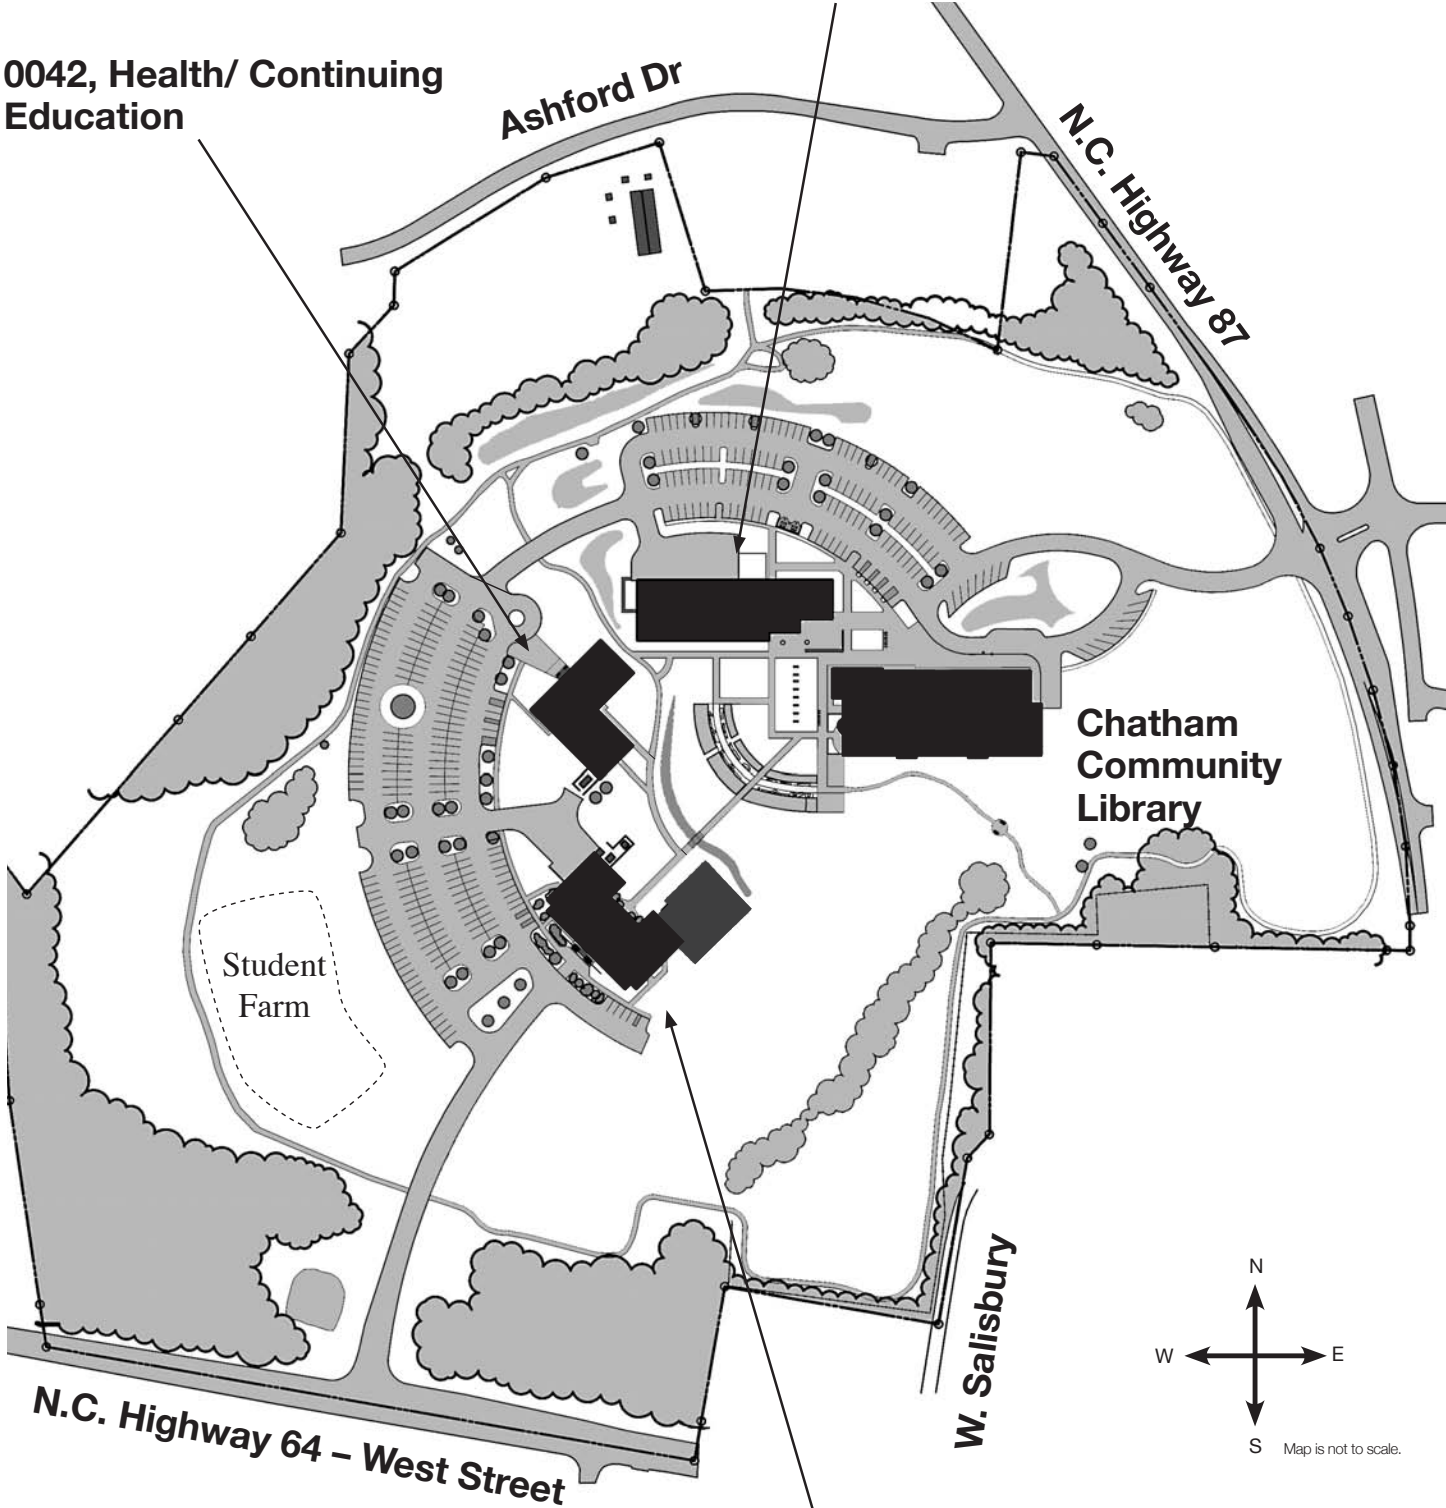 0042, Health/ Continuing
Education
Ashford Dr
N.C. Highway 87
Chatham
Community
Library
Student
Farm
W. Salisbury
N.C. Highway 64 – West Street
N
W
E
S
Map is not to scale.